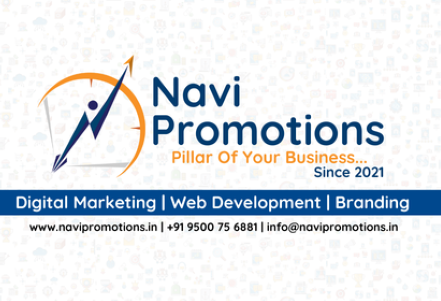 Navi
Promotions
Pillar Of Your Business...
Since 2021
Digital Marketing | Web Development | Branding
www.navipromotions.in | +91 9500 75 6881 | info@navipromotions.in